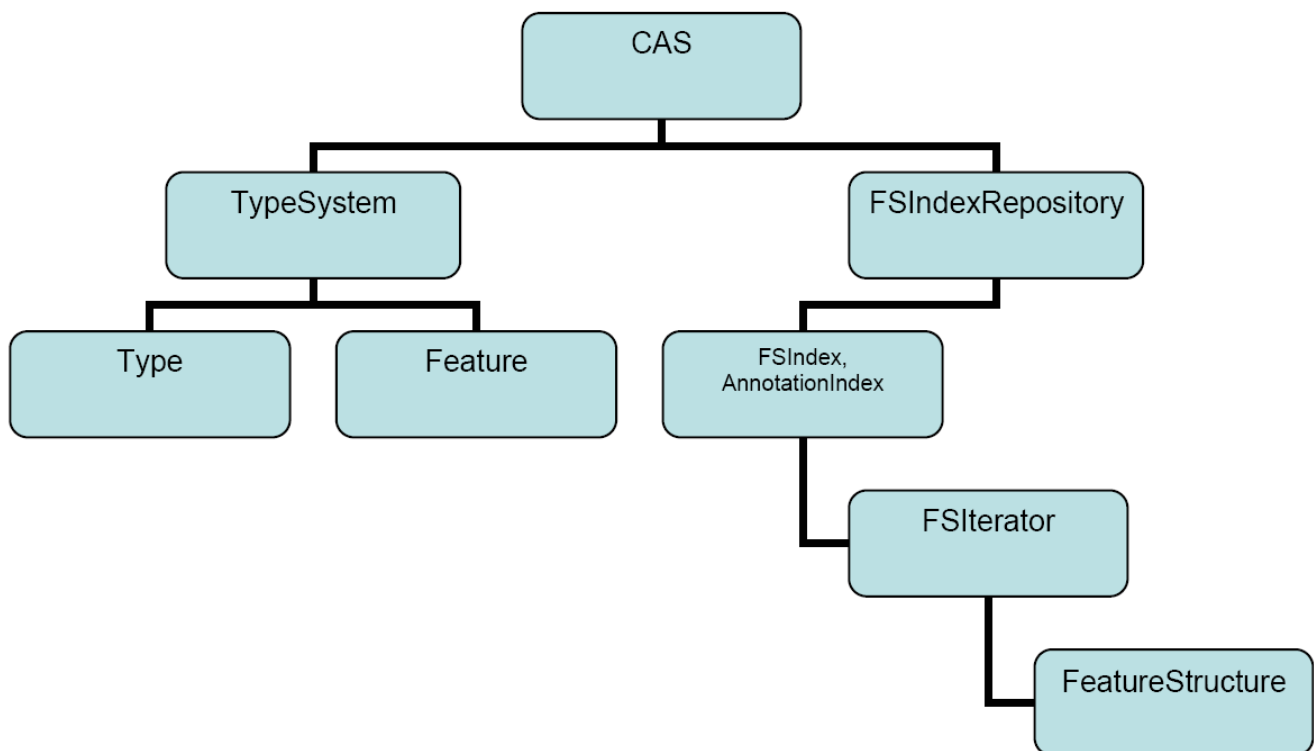 CAS
TypeSystem
FSIndexRepository
Type
Feature
FSIndex,
AnnotationIndex
FSIterator
FeatureStructure